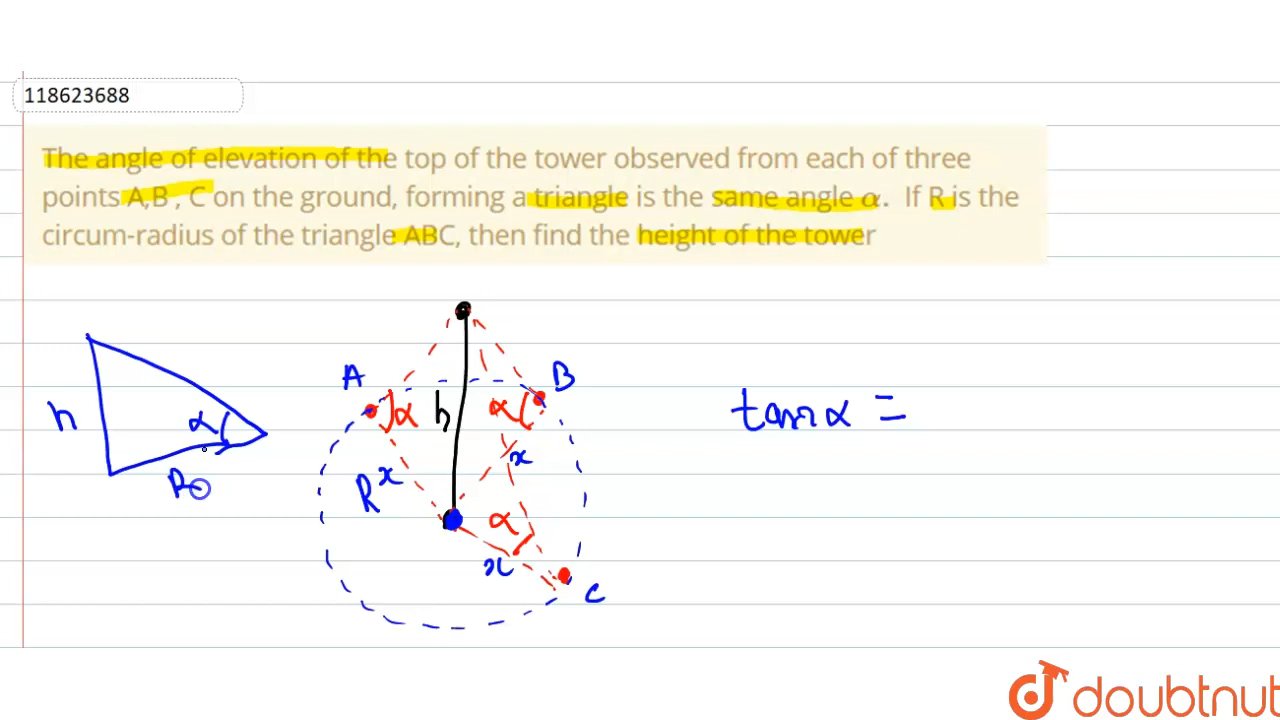 118623688
The angle of elevation of the top of the tower observed from each of three
points A,B , C on the ground, forming a triangle is the same angle α. If R is the
circum-radius of the triangle ABC, then find the height of the tower
A
B
h
α
h
α
α
tanα =
R
x
x
R
α
x
C
doubtnut